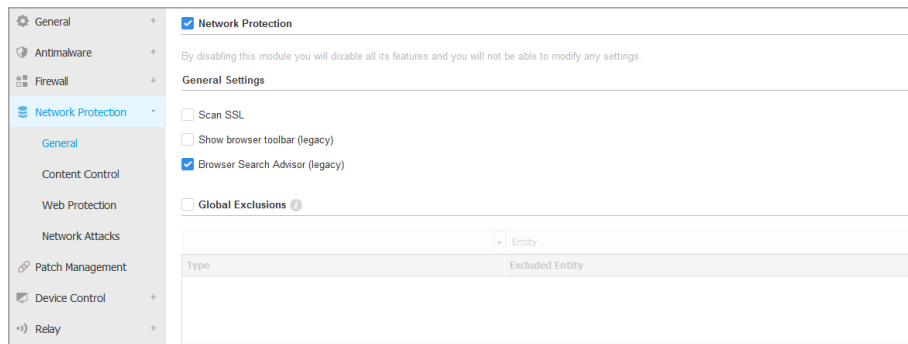 General +
Antimalware +
Firewall +
Network Protection -
General
Content Control
Web Protection
Network Attacks
Patch Management
Device Control +
Relay +
Network Protection
By disabling this module you will disable all its features and you will not be able to modify any settings.
General Settings
Scan SSL
Show browser toolbar (legacy)
Browser Search Advisor (legacy)
Global Exclusions i
Entity
Type Excluded Entity